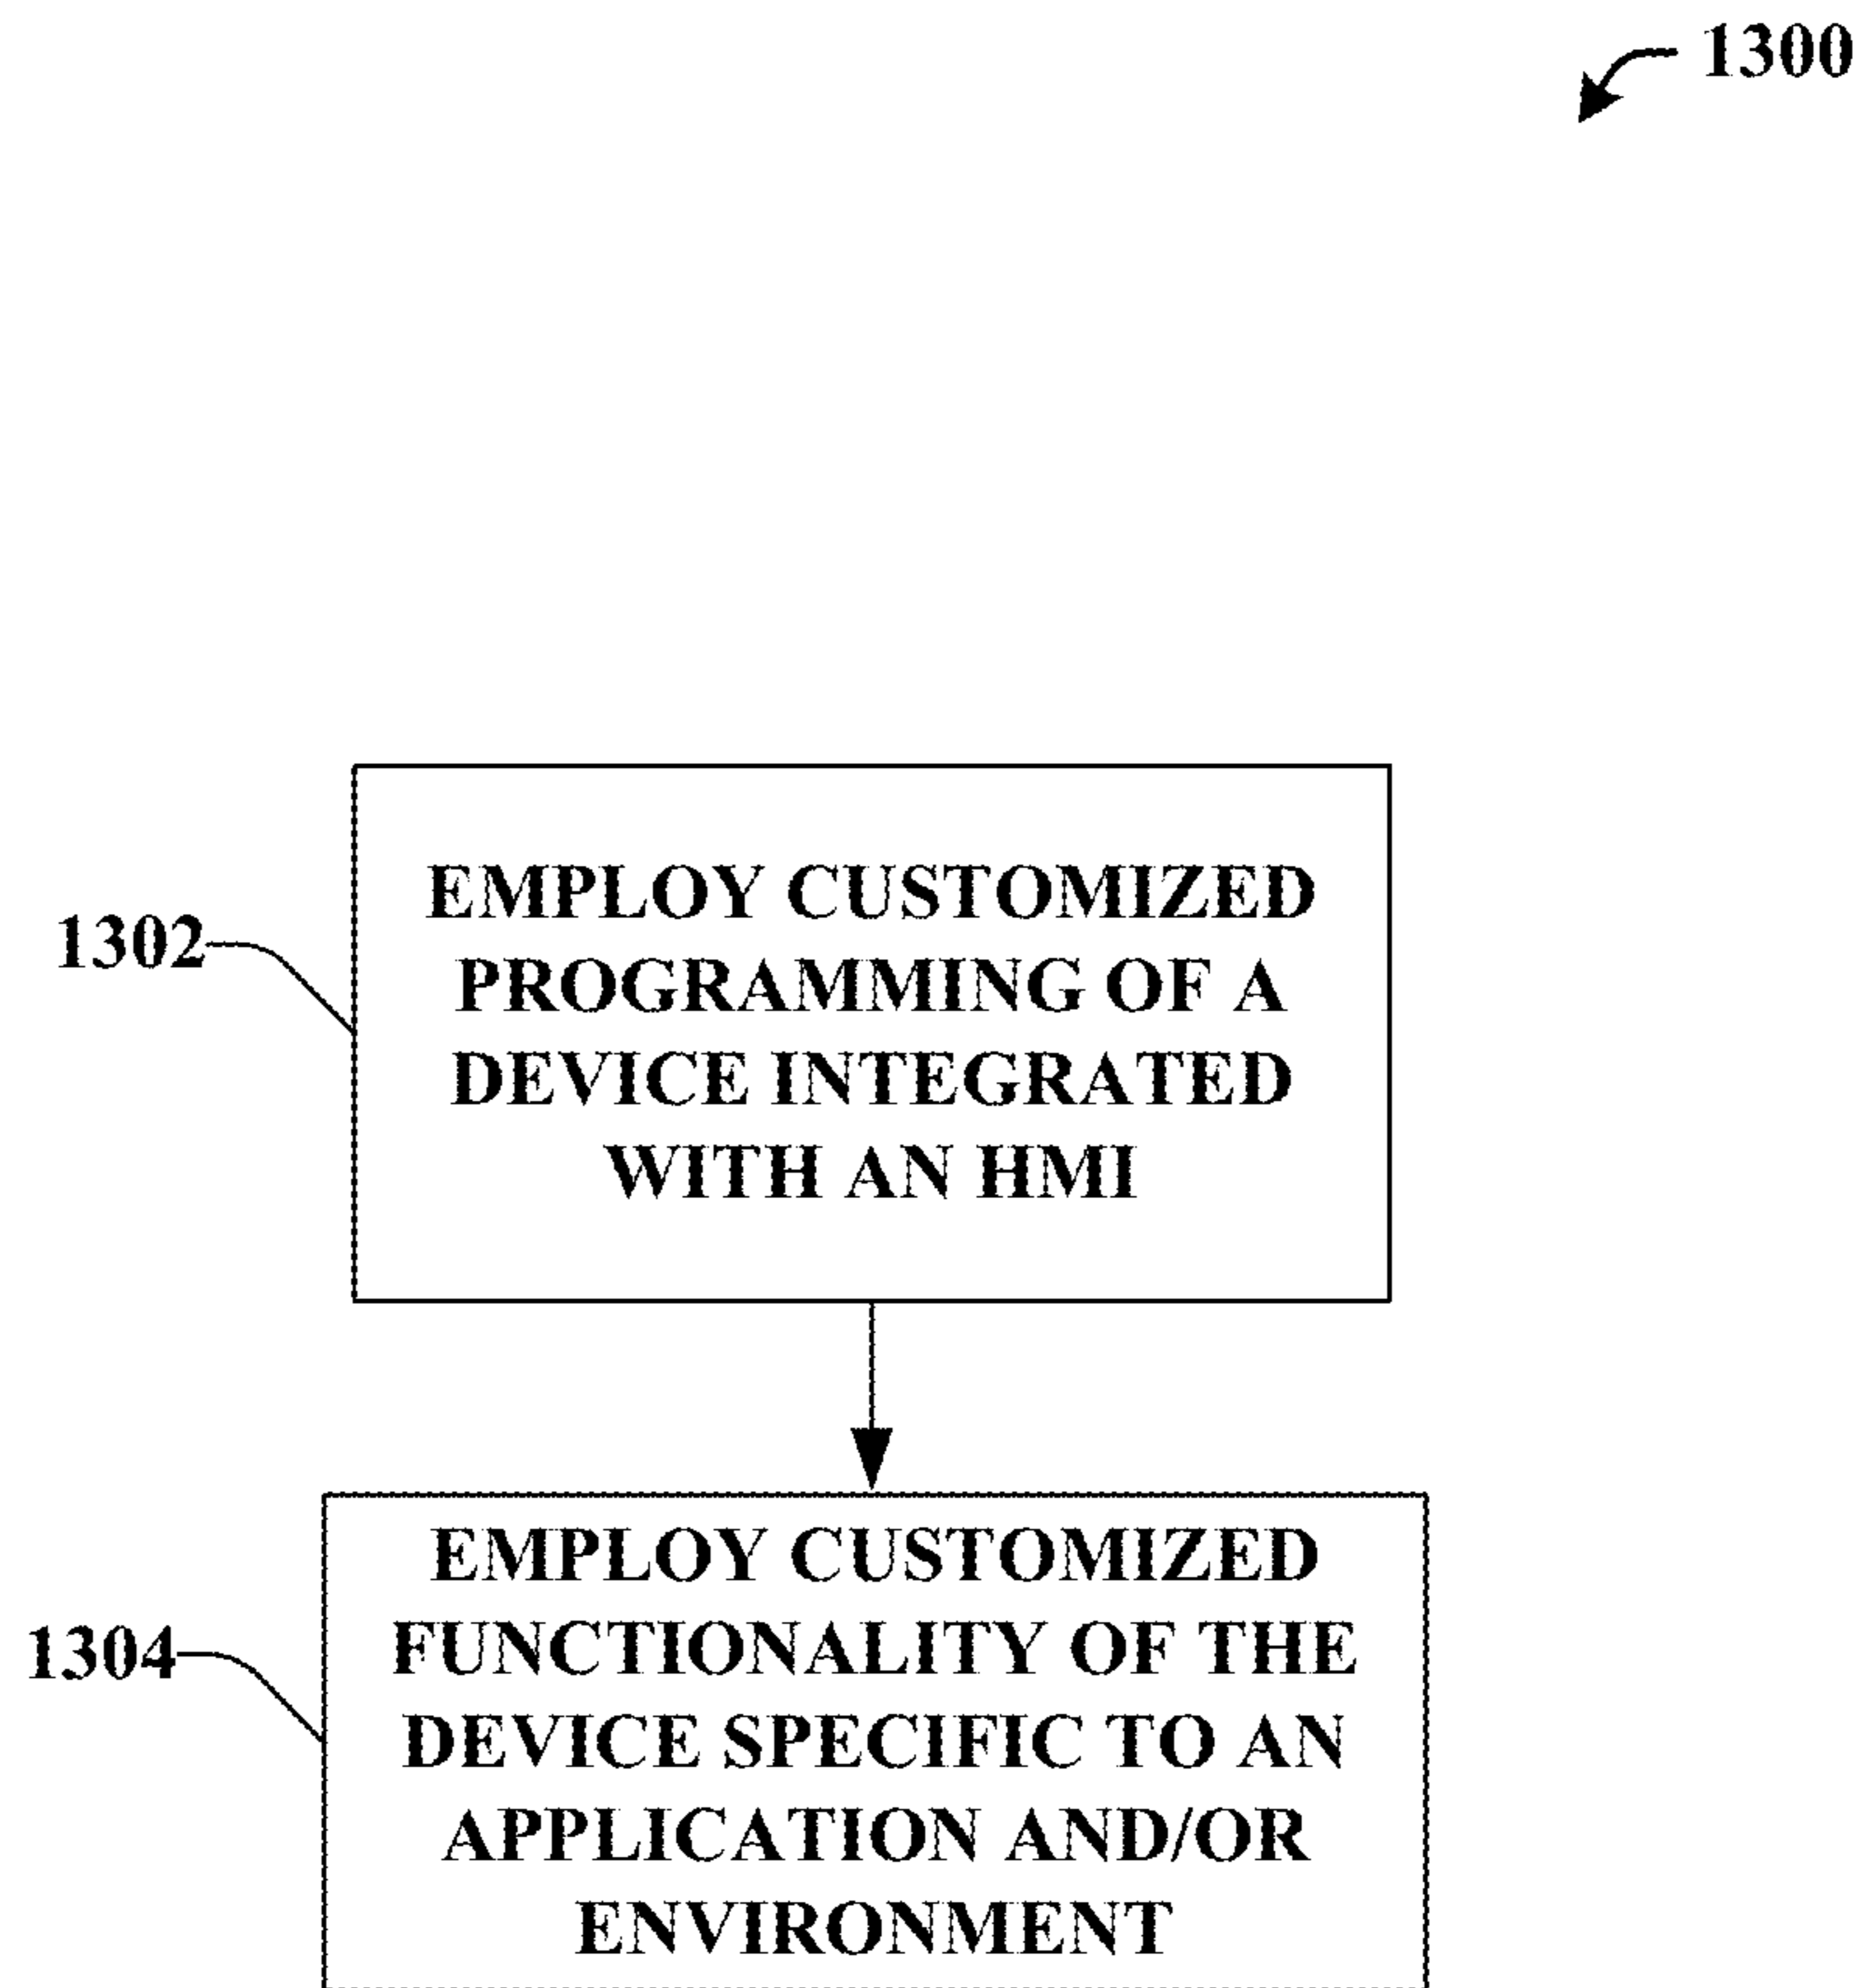 1300
1302
EMPLOY CUSTOMIZED
PROGRAMMING OF A
DEVICE INTEGRATED
WITH AN HMI
1304
EMPLOY CUSTOMIZED
FUNCTIONALITY OF THE
DEVICE SPECIFIC TO AN
APPLICATION AND/OR
ENVIRONMENT